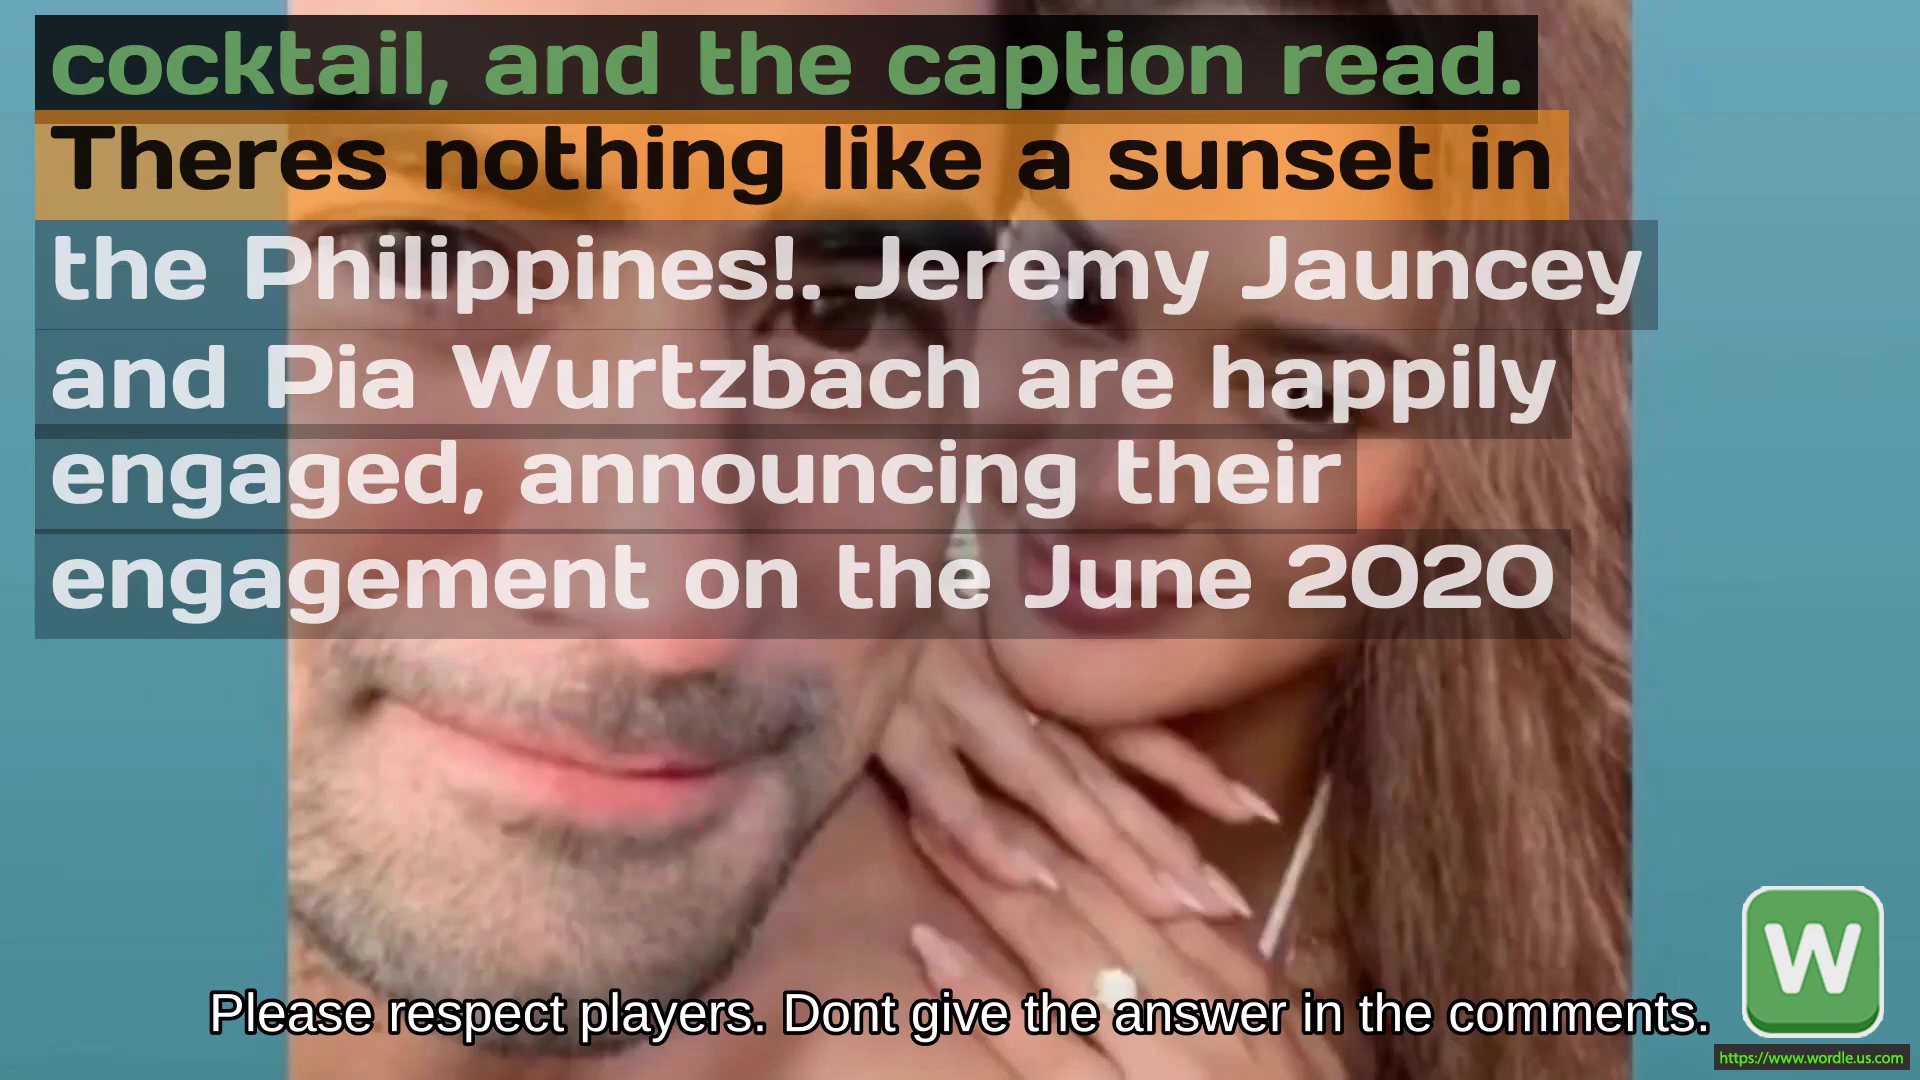 cocktail, and the caption read.
Theres nothing like a sunset in
the Philippines!. Jeremy Jauncey
and Pia Wurtzbach are happily
engaged, announcing their
engagement on the June 2020
Please respect players. Dont give the answer in the comments.
W
https://www.wordle.us.com